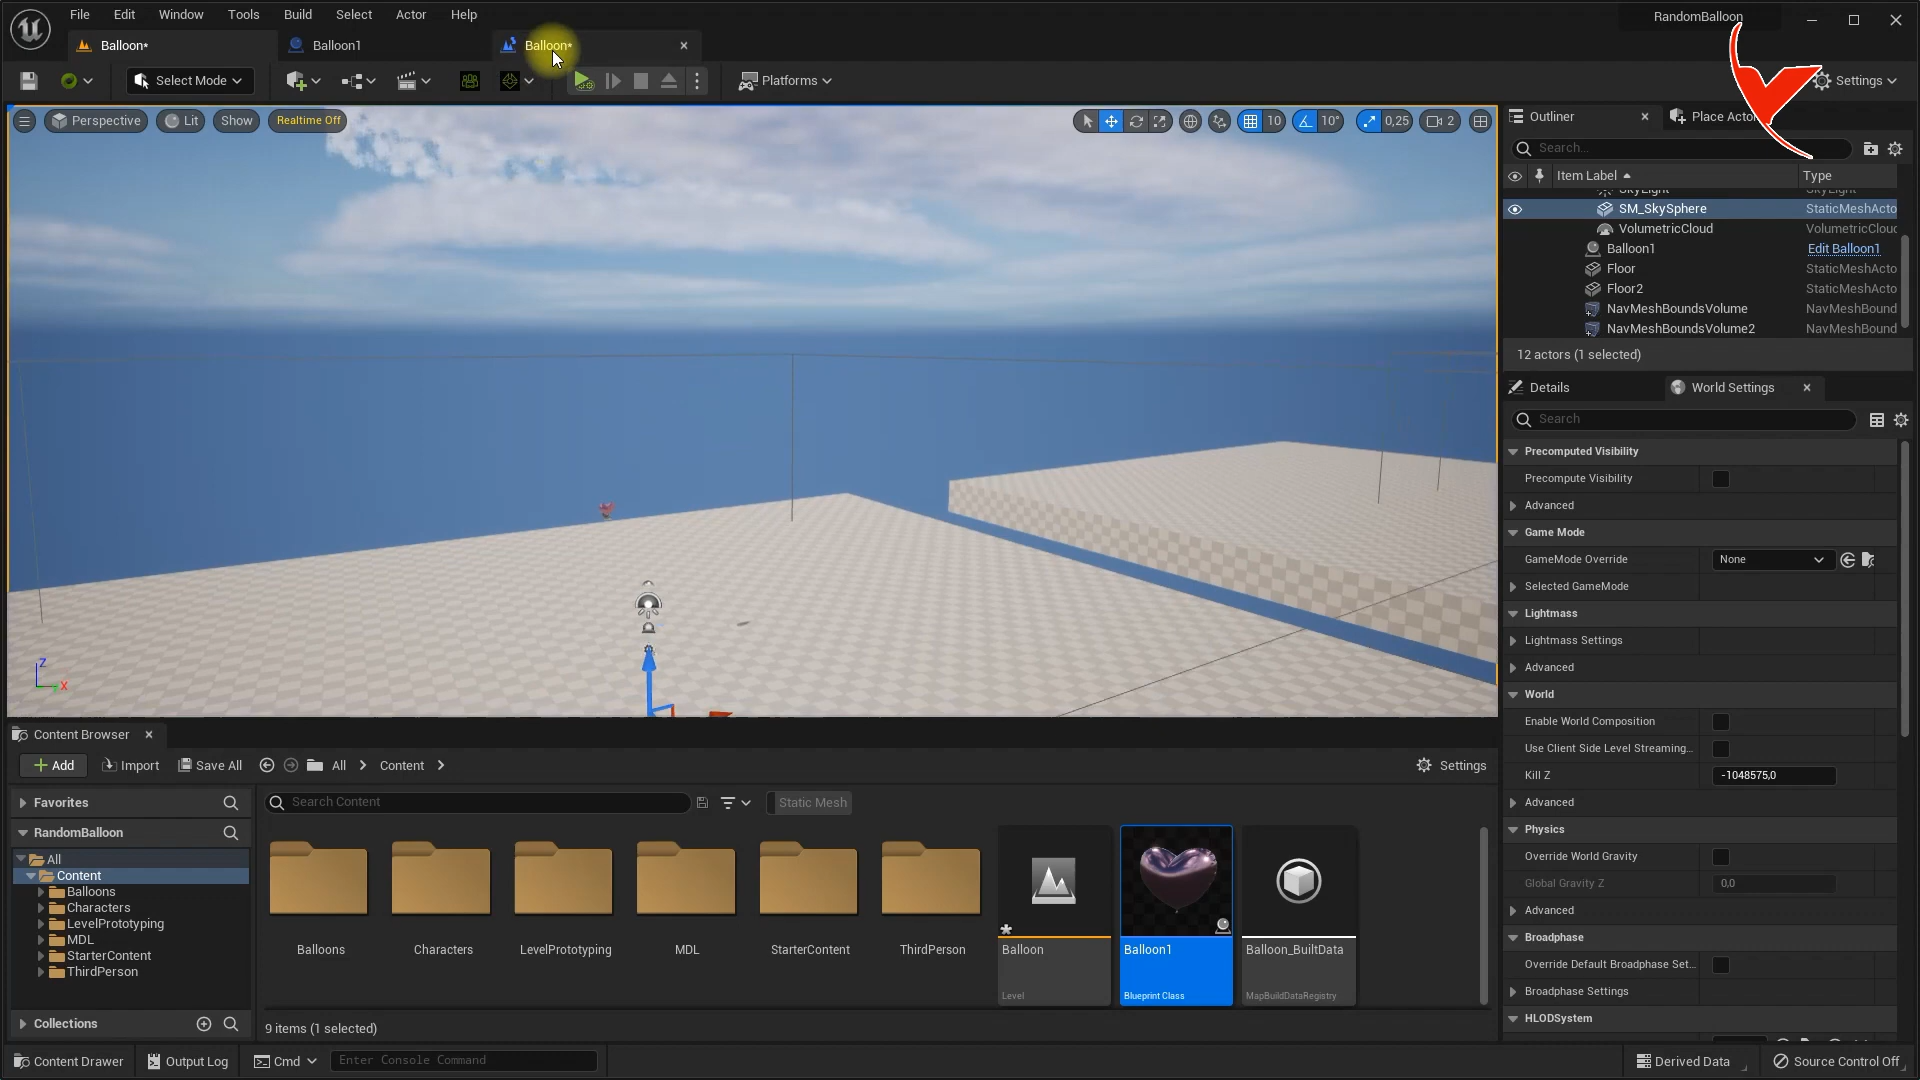 File Edit Window Tools Build Select Actor Help
RandomBalloon
Balloon*
Balloon1
Balloon*
Select Mode
Platforms
Settings
Perspective
Lit
Show
Realtime Off
10
10°
0,25
2
Outliner
Place Acto
Search...
Item Label
Type
SkyLight
SkyLight
SM_SkySphere
StaticMeshActo
VolumetricCloud
VolumetricClouc
Balloon1
Edit Balloon1
Floor
StaticMeshActo
Floor2
StaticMeshActo
NavMeshBoundsVolume
NavMeshBound
NavMeshBoundsVolume2
NavMeshBound
12 actors (1 selected)
Details
World Settings
Search
Precomputed Visibility
Precompute Visibility
Advanced
Game Mode
GameMode Override
None
Selected GameMode
Lightmass
Lightmass Settings
Advanced
World
Enable World Composition
Use Client Side Level Streaming...
Kill Z
-1048575,0
Advanced
Physics
Override World Gravity
Global Gravity Z
0,0
Advanced
Broadphase
Override Default Broadphase Set...
Broadphase Settings
HLODSystem
Z
X
Content Browser
Add
Import
Save All
All
Content
Settings
Favorites
RandomBalloon
All
Content
Balloons
Characters
LevelPrototyping
MDL
StarterContent
ThirdPerson
Collections
Search Content
Static Mesh
Balloons
Characters
LevelPrototyping
MDL
StarterContent
ThirdPerson
Balloon
Level
Balloon1
Blueprint Class
Balloon_BuiltData
MapBuildDataRegistry
9 items (1 selected)
Content Drawer
Output Log
Cmd
Enter Console Command
Derived Data
Source Control Off